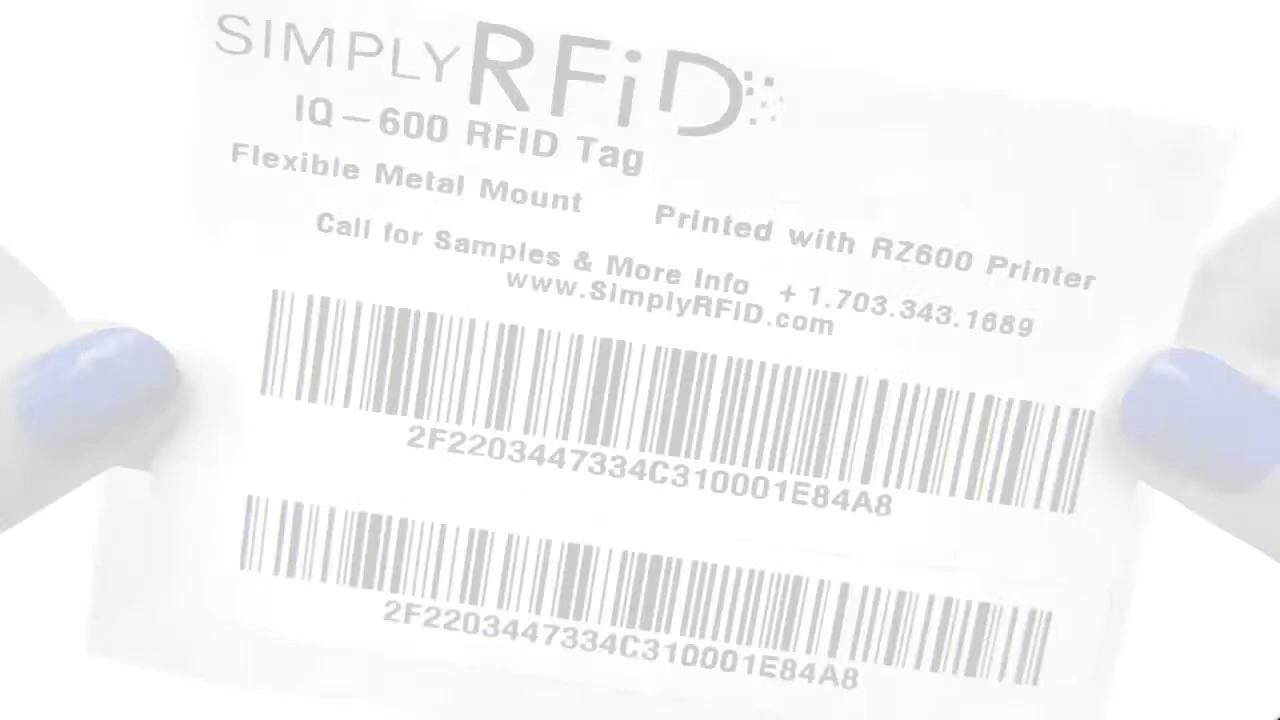 SIMPLYRFiD
IQ – 600 RFID Tag
Flexible Metal Mount
Printed with RZ600 Printer
Call for Samples & More Info + 1.703.343.1689
www.SimplyRFiD.com
2F2203447334C310001E84A8
2F2203447334C310001E84A8